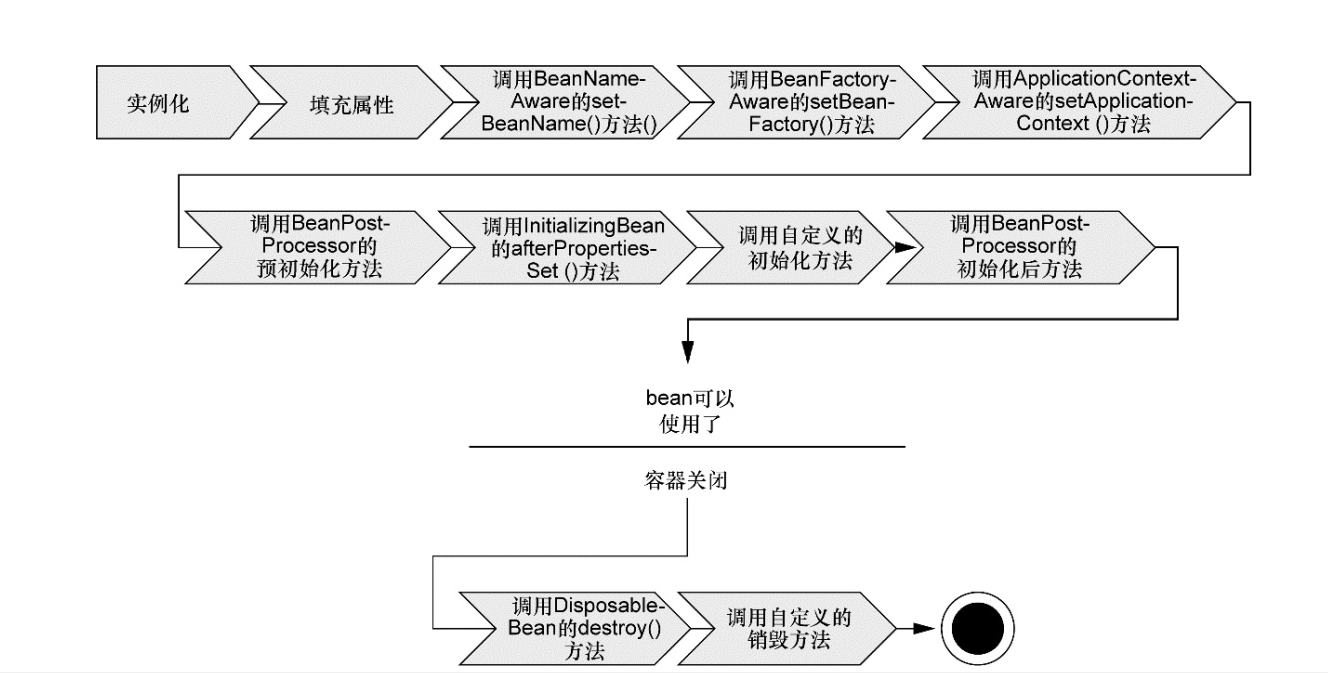 实例化
填充属性
调用BeanName-
Aware的set-
BeanName()方法()
调用BeanFactory-
Aware的setBean-
Factory()方法
调用ApplicationContext-
Aware的setApplication-
Context ()方法
调用BeanPost-
Processor的
预初始化方法
调用InitializingBean
的afterProperties-
Set ()方法
调用自定义的
初始化方法
调用BeanPost-
Processor的
初始化后方法
bean可以
使用了
容器关闭
调用Disposable-
Bean的destroy()
方法
调用自定义的
销毁方法